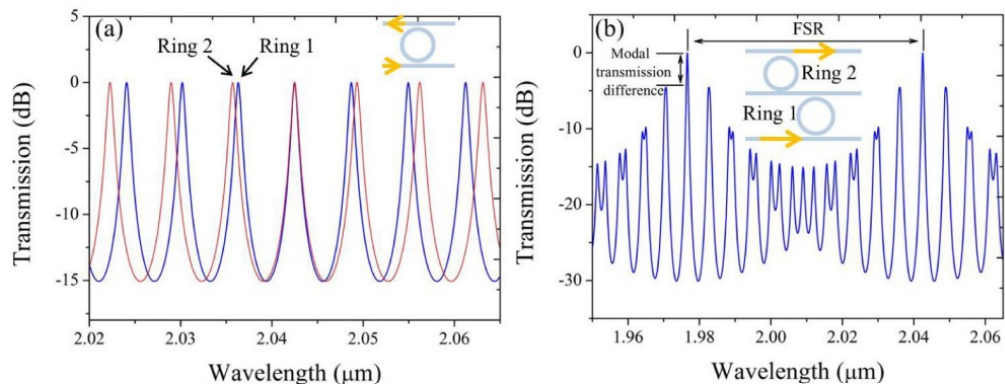 (a)
Ring 2 Ring 1
5
0
-5
-10
-15
Transmission (dB)
2.02 2.03 2.04 2.05 2.06
Wavelength (μm)
(b)
FSR
Modal
transmission
difference
Ring 2
Ring 1
0
-10
-20
-30
Transmission (dB)
1.96 1.98 2.00 2.02 2.04 2.06
Wavelength (μm)